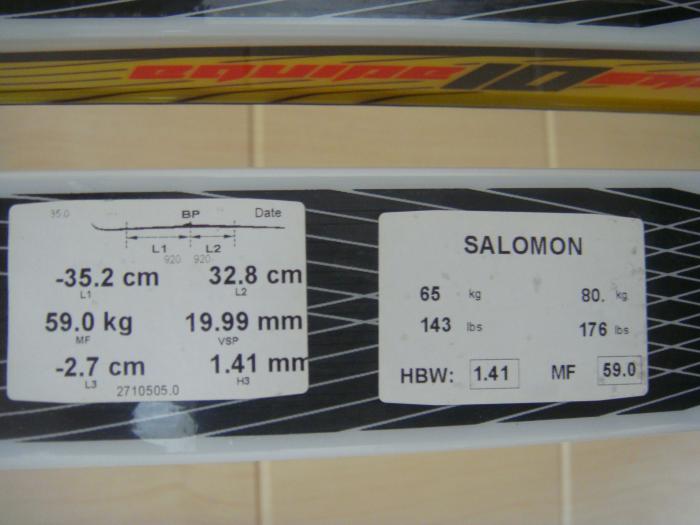 equipe 10
35.0 BP Date
L1 L2
920 920
-35.2 cm 32.8 cm
L1 L2
59.0 kg 19.99 mm
MF VSP
-2.7 cm 1.41 mm
L3 H3
2710505.0
SALOMON
65 kg 80. kg
143 lbs 176 lbs
HBW: 1.41 MF 59.0